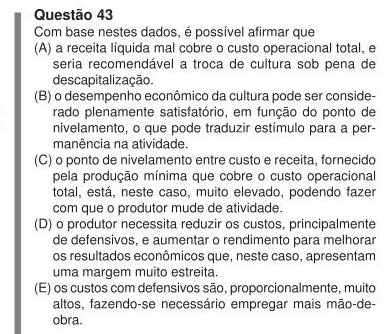 Questão 43
Com base nestes dados, é possível afirmar que
(A) a receita líquida mal cobre o custo operacional total, e
seria recomendável a troca de cultura sob pena de
descapitalização.
(B) o desempenho econômico da cultura pode ser conside-
rado plenamente satisfatório, em função do ponto de
nivelamento, o que pode traduzir estímulo para a per-
manência na atividade.
(C) o ponto de nivelamento entre custo e receita, fornecido
pela produção mínima que cobre o custo operacional
total, está, neste caso, muito elevado, podendo fazer
com que o produtor mude de atividade.
(D) o produtor necessita reduzir os custos, principalmente
de defensivos, e aumentar o rendimento para melhorar
os resultados econômicos que, neste caso, apresentam
uma margem muito estreita.
(E) os custos com defensivos são, proporcionalmente, muito
altos, fazendo-se necessário empregar mais mão-de-
obra.